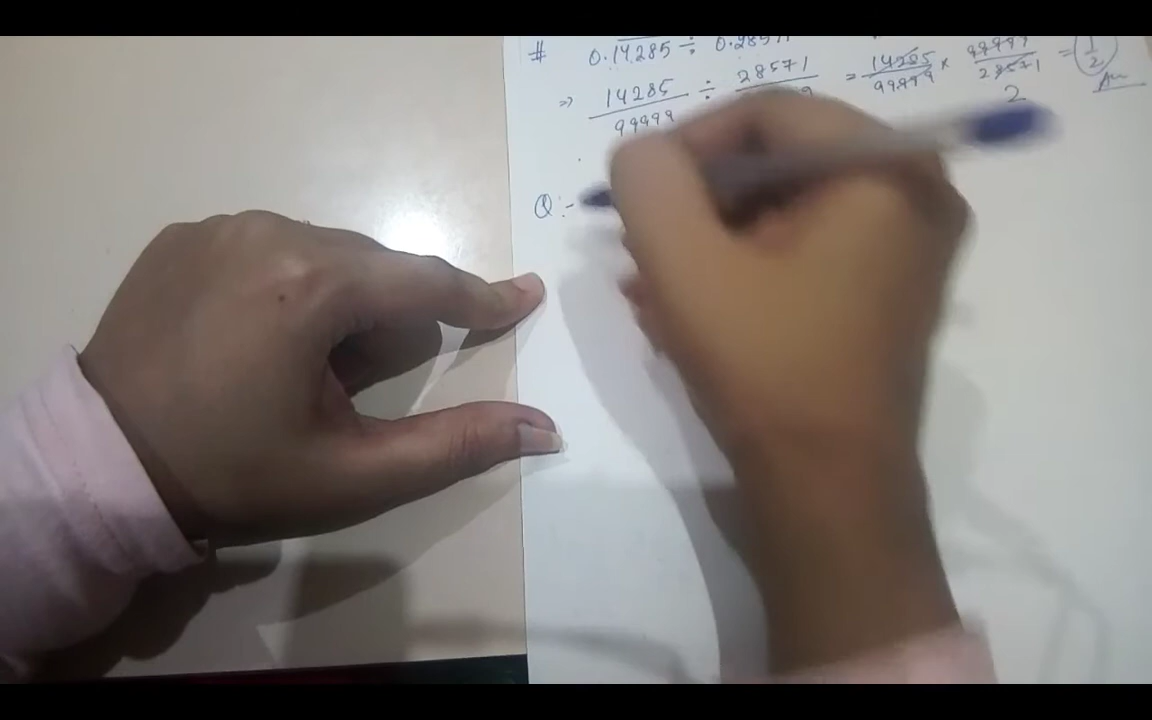 # 0.14285 ÷ 0.28571
=> 14285/99999 ÷ 28571/ = 14285/99999 × 99999/28571 = 1/2 Ans
2
Q:-